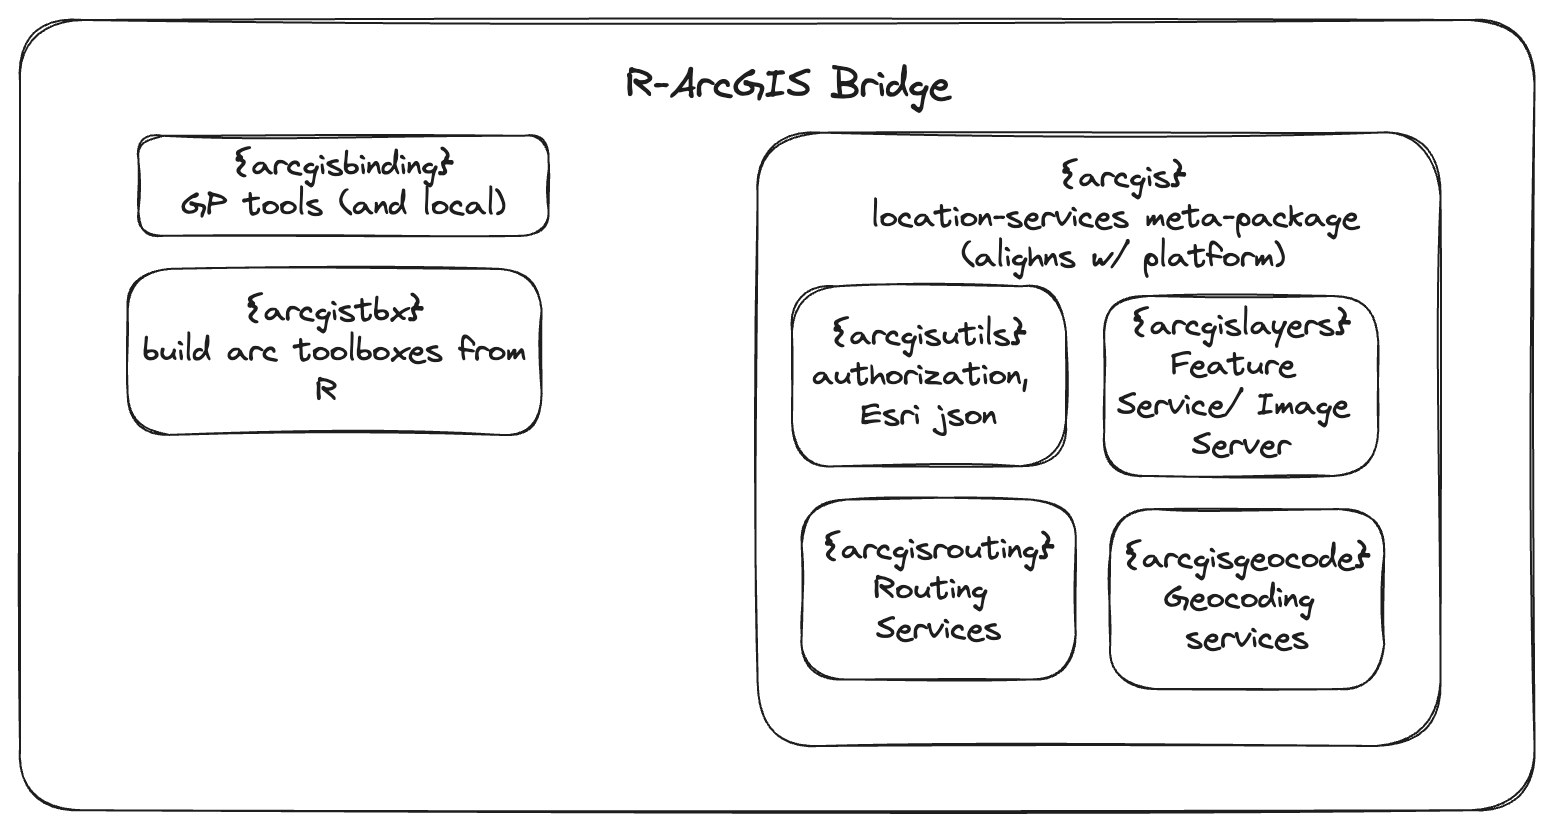 R-ArcGIS Bridge
{arcgisbinding}
GP tools (and local)
{arcgistbx}
build arc toolboxes from
R
{arcgis}
location-services meta-package
(alighns w/ platform)
{arcgisutils}
authorization,
Esri json
{arcgislayers}
Feature
Service/ Image
Server
{arcgisrouting}
Routing
Services
{arcgisgeocode}
Geocoding
services